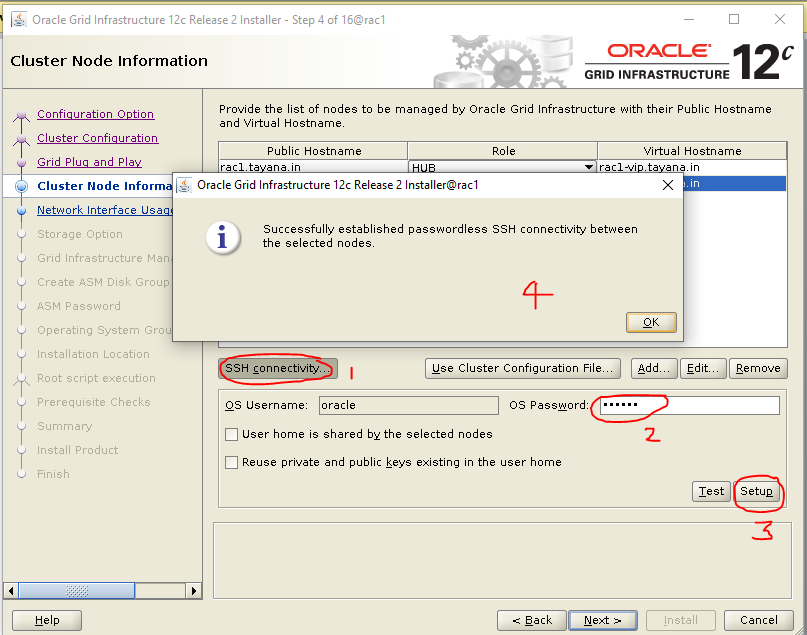 Oracle Grid Infrastructure 12c Release 2 Installer - Step 4 of 16@rac1
Cluster Node Information
ORACLE
GRID INFRASTRUCTURE
12c
Configuration Option
Cluster Configuration
Grid Plug and Play
Cluster Node Informa
Network Interface Usag
Storage Option
Grid Infrastructure Man
Create ASM Disk Group
ASM Password
Operating System Grou
Installation Location
Root script execution
Prerequisite Checks
Summary
Install Product
Finish
Provide the list of nodes to be managed by Oracle Grid Infrastructure with their Public Hostname
and Virtual Hostname.
Public Hostname Role Virtual Hostname
rac1.tayana.in HUB rac1-vip.tayana.in
a.in
Oracle Grid Infrastructure 12c Release 2 Installer@rac1
Successfully established passwordless SSH connectivity between
the selected nodes.
4
OK
SSH connectivity... 1 Use Cluster Configuration File... Add... Edit... Remove
OS Username: oracle OS Password: ••••••
2
User home is shared by the selected nodes
Reuse private and public keys existing in the user home
Test Setup
3
Help < Back Next > Install Cancel